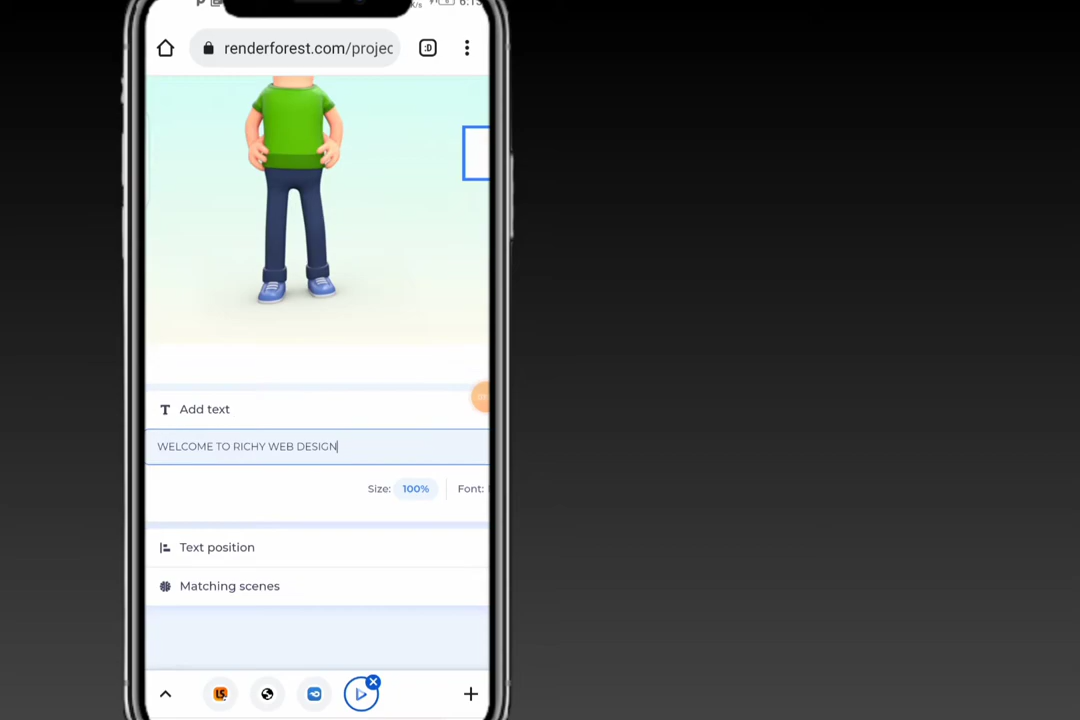 renderforest.com/projec
:D
Add text
WELCOME TO RICHY WEB DESIGN
Size: 100% Font:
Text position
Matching scenes